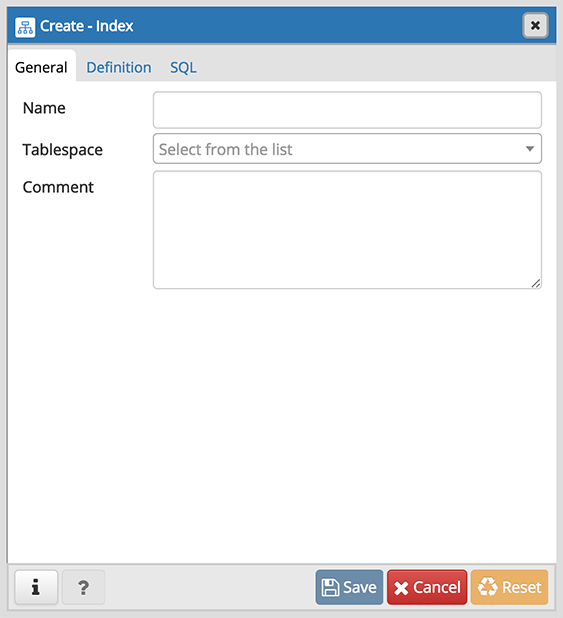 Create - Index
General Definition SQL
Name
Tablespace
Select from the list
Comment
i ? Save Cancel Reset